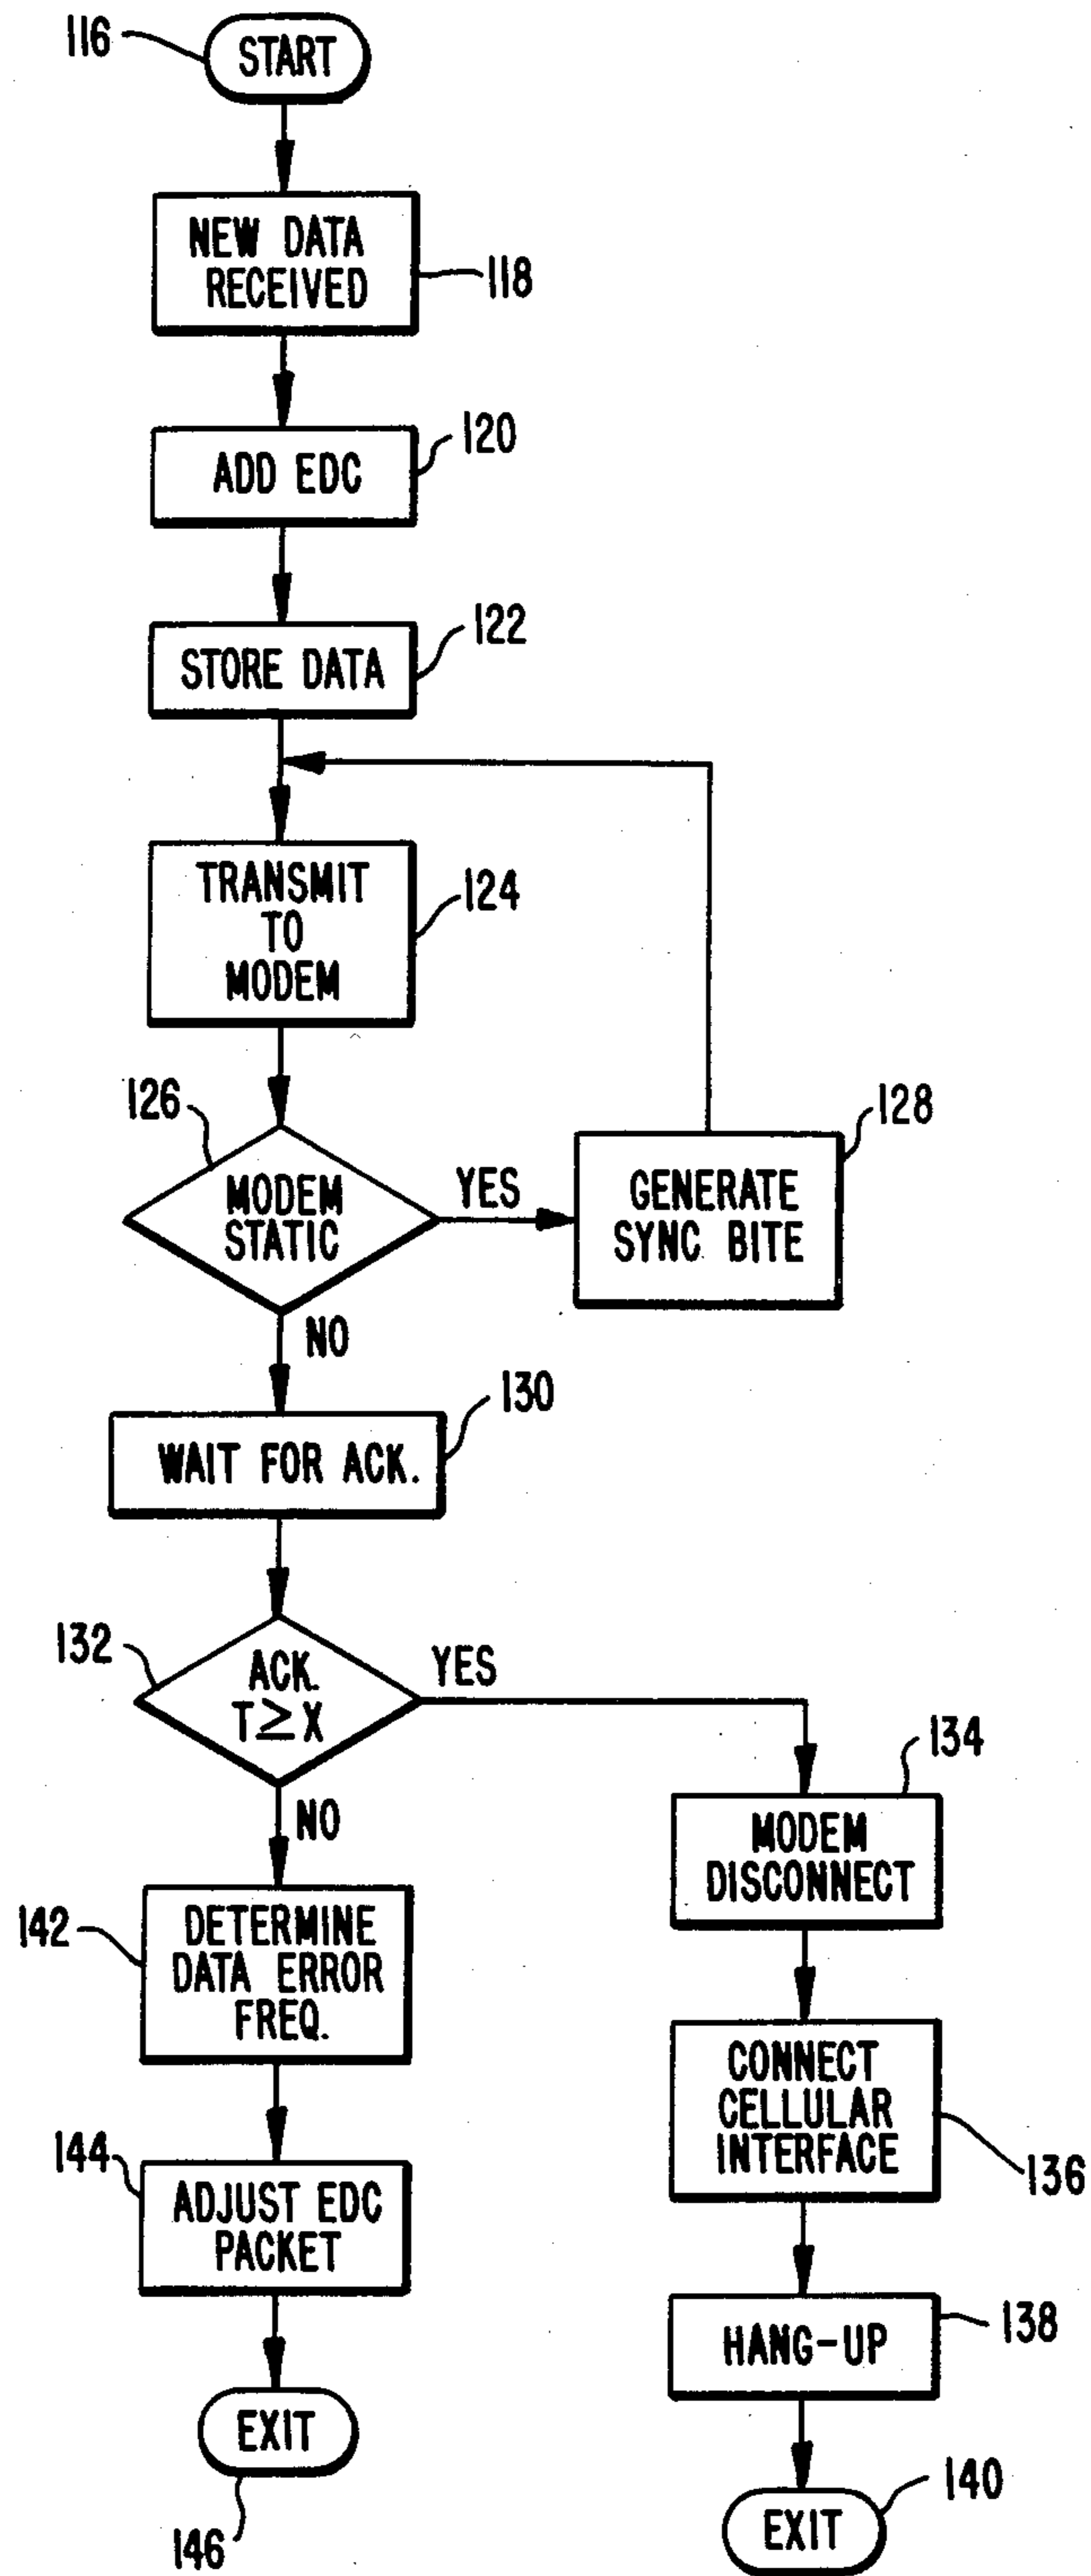 116
START
NEW DATA
RECEIVED
118
120
ADD EDC
122
STORE DATA
TRANSMIT
TO
MODEM
124
126
MODEM
STATIC
YES
128
GENERATE
SYNC BITE
NO
130
WAIT FOR ACK.
132
ACK.
T≥X
YES
NO
134
MODEM
DISCONNECT
142
DETERMINE
DATA ERROR
FREQ.
CONNECT
CELLULAR
INTERFACE
136
144
ADJUST EDC
PACKET
HANG-UP
138
EXIT
146
140
EXIT